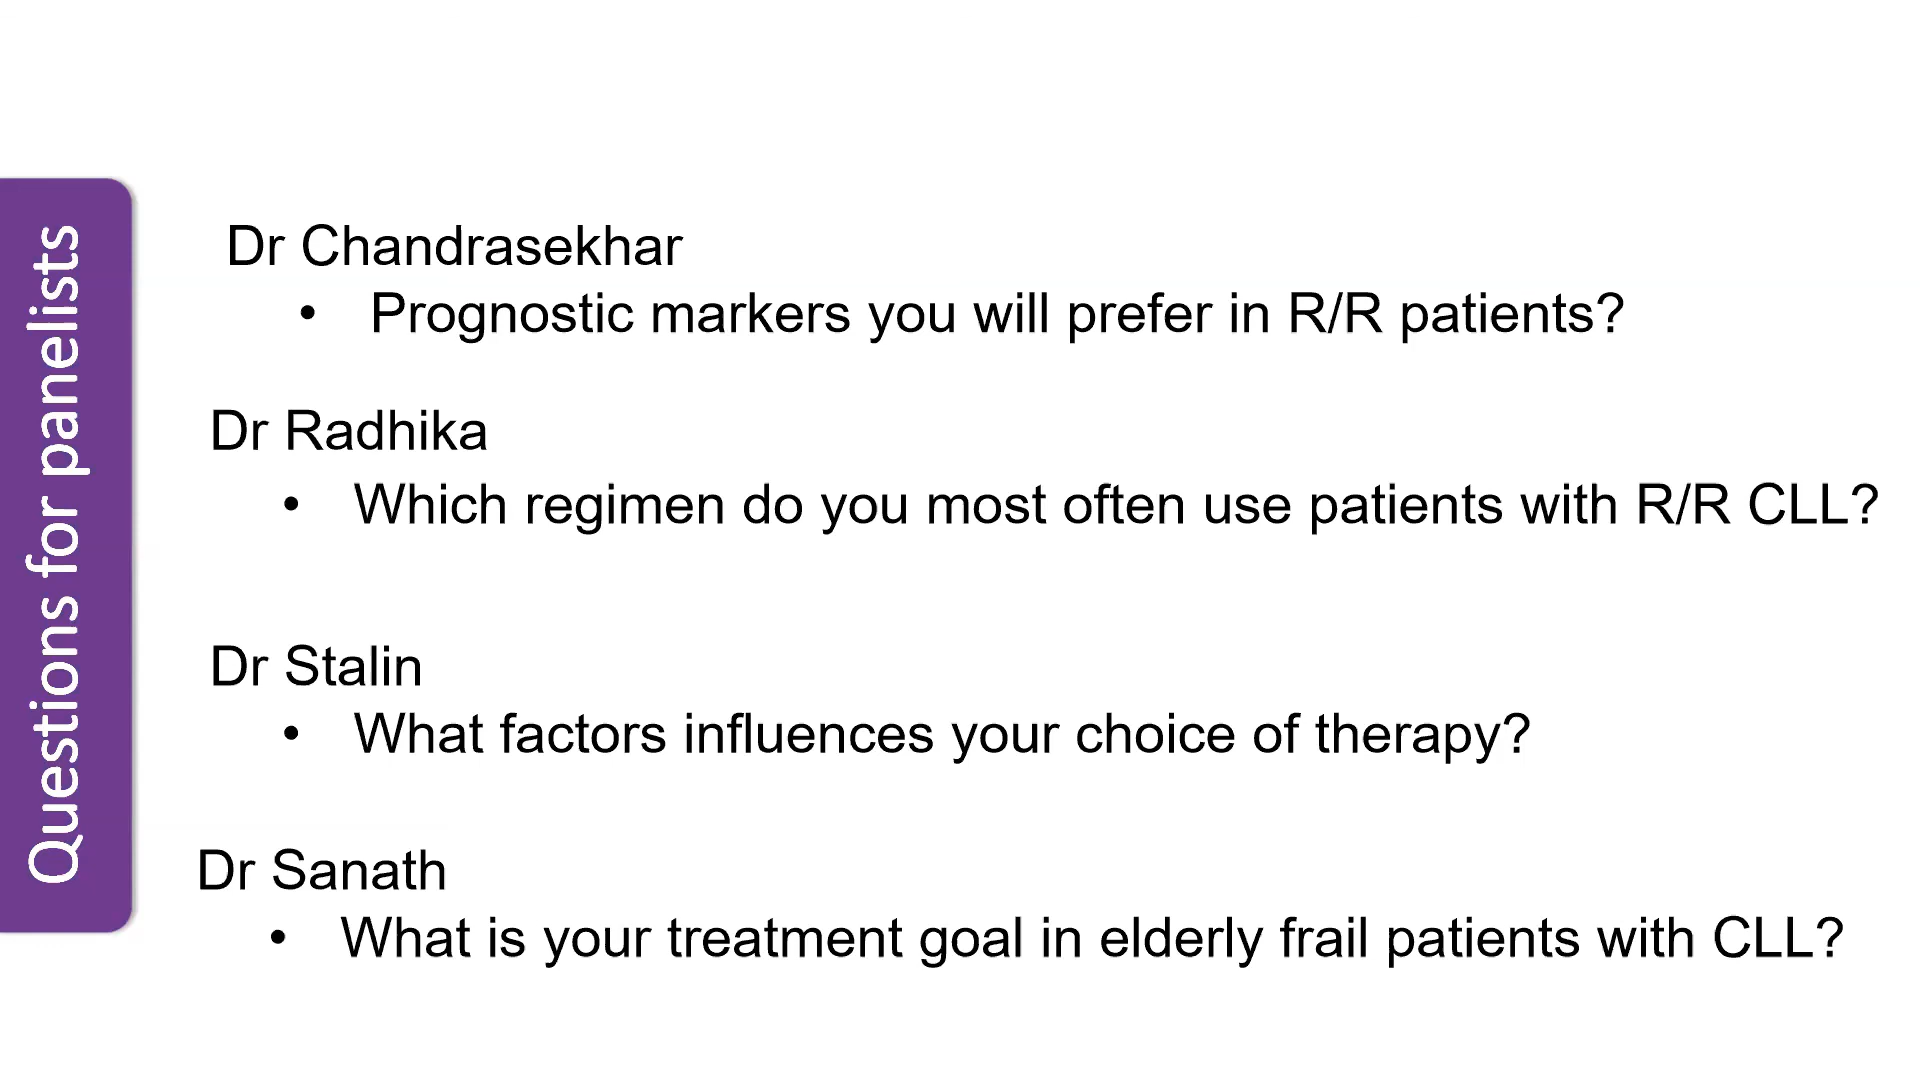 Questions for panelists
Dr Chandrasekhar
• Prognostic markers you will prefer in R/R patients?
Dr Radhika
• Which regimen do you most often use patients with R/R CLL?
Dr Stalin
• What factors influences your choice of therapy?
Dr Sanath
• What is your treatment goal in elderly frail patients with CLL?